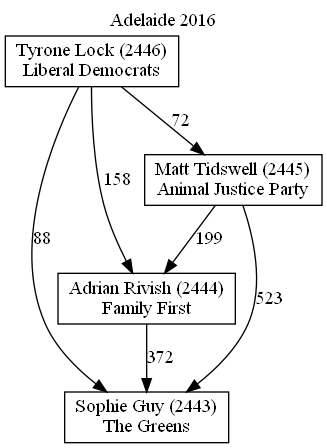 Adelaide 2016
Tyrone Lock (2446)
Liberal Democrats
72
Matt Tidswell (2445)
Animal Justice Party
158
88
199
523
Adrian Rivish (2444)
Family First
372
Sophie Guy (2443)
The Greens